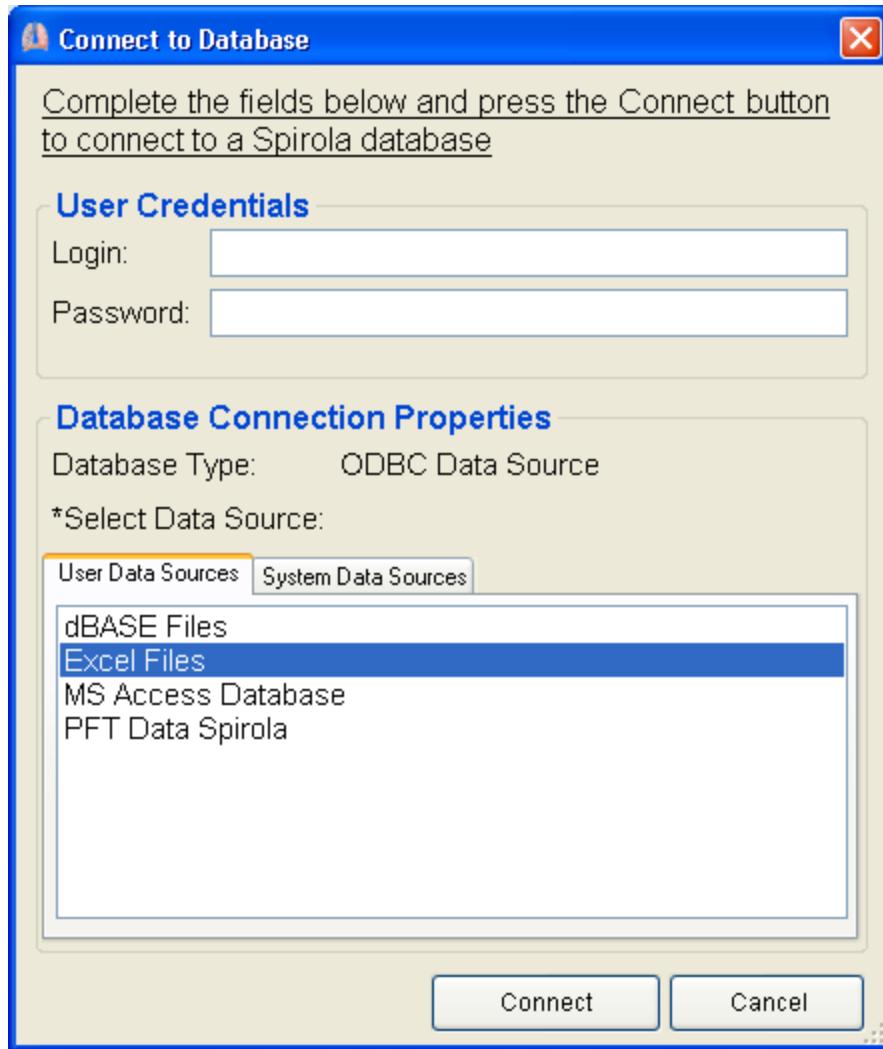 Connect to Database
Complete the fields below and press the Connect button
to connect to a Spirola database
User Credentials
Login:
Password:
Database Connection Properties
Database Type: ODBC Data Source
*Select Data Source:
User Data Sources System Data Sources
dBASE Files
Excel Files
MS Access Database
PFT Data Spirola
Connect Cancel